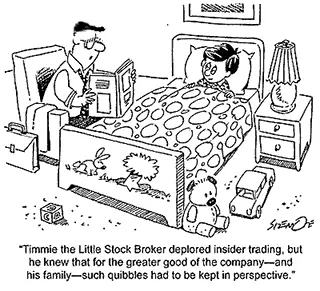 STEINDE
"Timmie the Little Stock Broker deplored insider trading, but
he knew that for the greater good of the company—and
his family—such quibbles had to be kept in perspective."